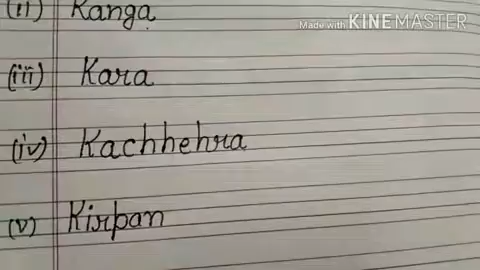 (ii) Kanga
Made with KINEMASTER
(iii) Kara
(iv) Kachhehra
(v) Kirpan